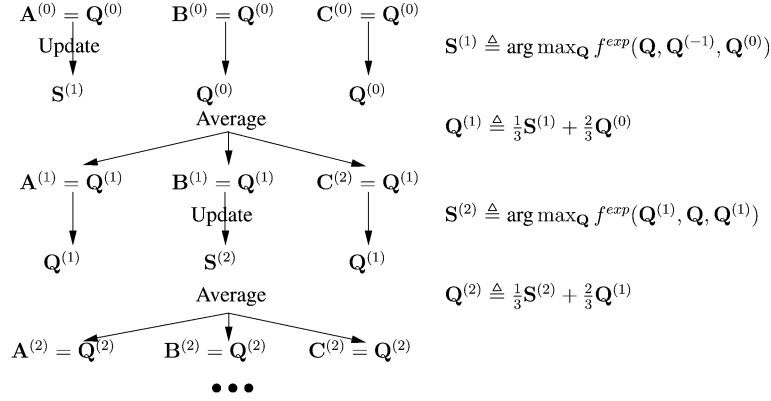 A^(0) = Q^(0) B^(0) = Q^(0) C^(0) = Q^(0)
Update
S^(1) ≜ arg max_Q f^exp(Q, Q^(−1), Q^(0))
S^(1) Q^(0) Q^(0)
Average
Q^(1) ≜ 1/3 S^(1) + 2/3 Q^(0)
A^(1) = Q^(1) B^(1) = Q^(1) C^(2) = Q^(1)
Update
S^(2) ≜ arg max_Q f^exp(Q^(1), Q, Q^(1))
Q^(1) S^(2) Q^(1)
Average
Q^(2) ≜ 1/3 S^(2) + 2/3 Q^(1)
A^(2) = Q^(2) B^(2) = Q^(2) C^(2) = Q^(2)
•••